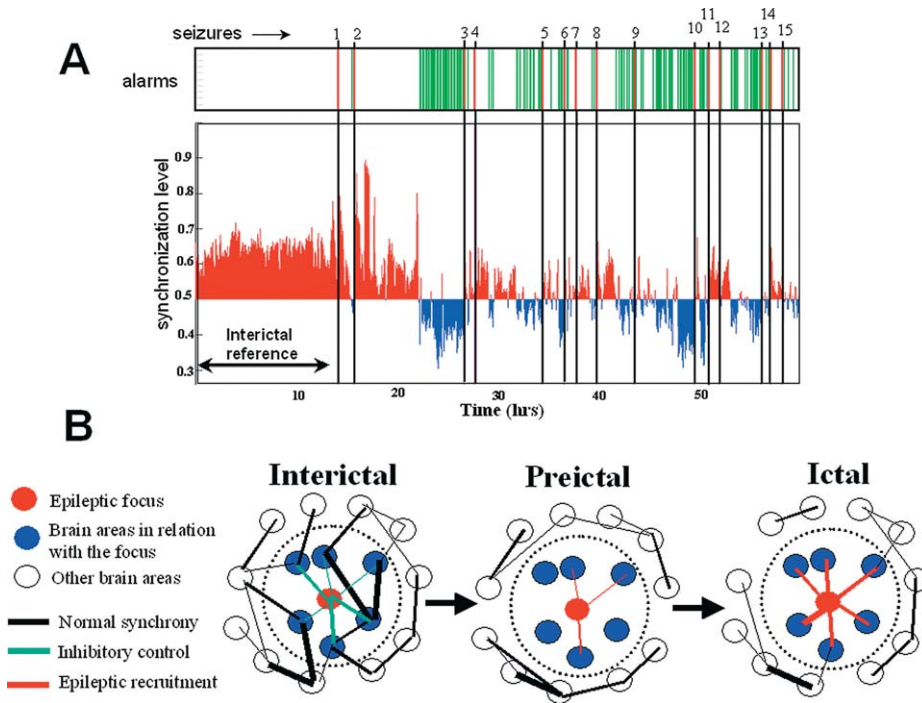 A
seizures →
1 2 3 4 5 6 7 8 9 10 11 12 13 14 15
alarms
synchronization level
0.9
0.8
0.7
0.6
0.5
0.4
0.3
Interictal
reference
10 20 30 40 50
Time (hrs)
B
Interictal Preictal Ictal
Epileptic focus
Brain areas in relation
with the focus
Other brain areas
Normal synchrony
Inhibitory control
Epileptic recruitment